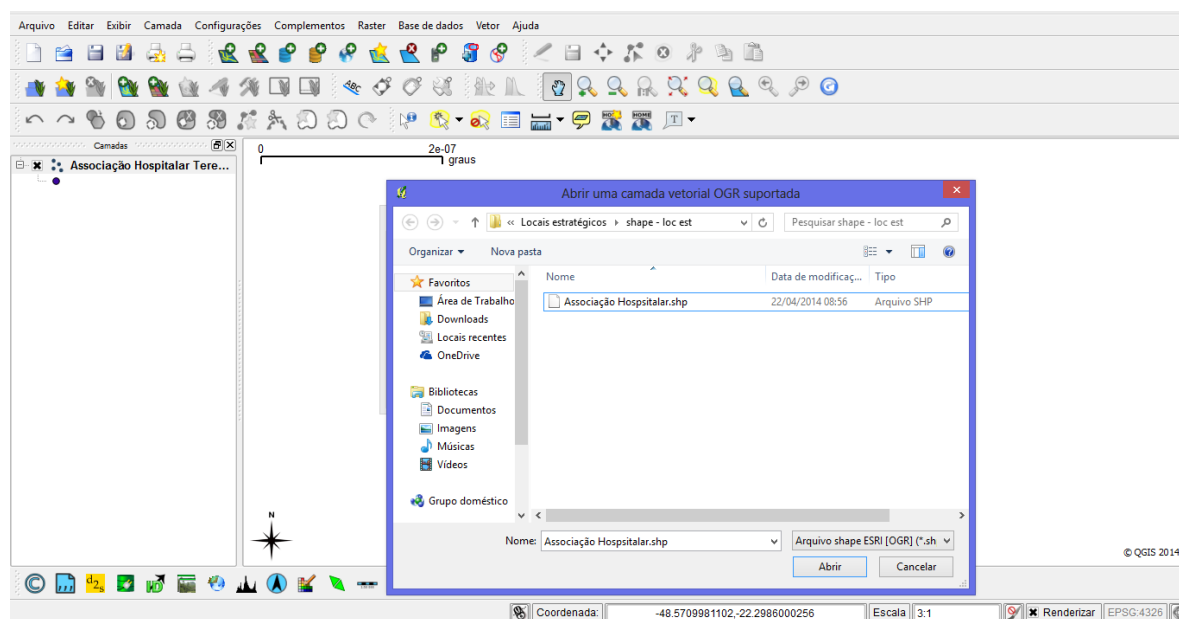 Arquivo Editar Exibir Camada Configurações Complementos Raster Base de dados Vetor Ajuda
ABC
HOME
T
Camadas
Associação Hospitalar Tere...
0 2e-07
graus
Abrir uma camada vetorial OGR suportada
« Locais estratégicos shape - loc est
Pesquisar shape - loc est
Organizar Nova pasta
Nome Data de modificaç... Tipo
Favoritos
Área de Trabalho
Downloads
Locais recentes
OneDrive
Bibliotecas
Documentos
Imagens
Músicas
Vídeos
Grupo doméstico
Associação Hospsitalar.shp 22/04/2014 08:56 Arquivo SHP
Nome: Associação Hospsitalar.shp Arquivo shape ESRI [OGR] (*.sh
Abrir Cancelar
N
© QGIS 2014
d2s
Coordenada: -48.5709981102,-22.2986000256 Escala 3:1 Renderizar EPSG:4326